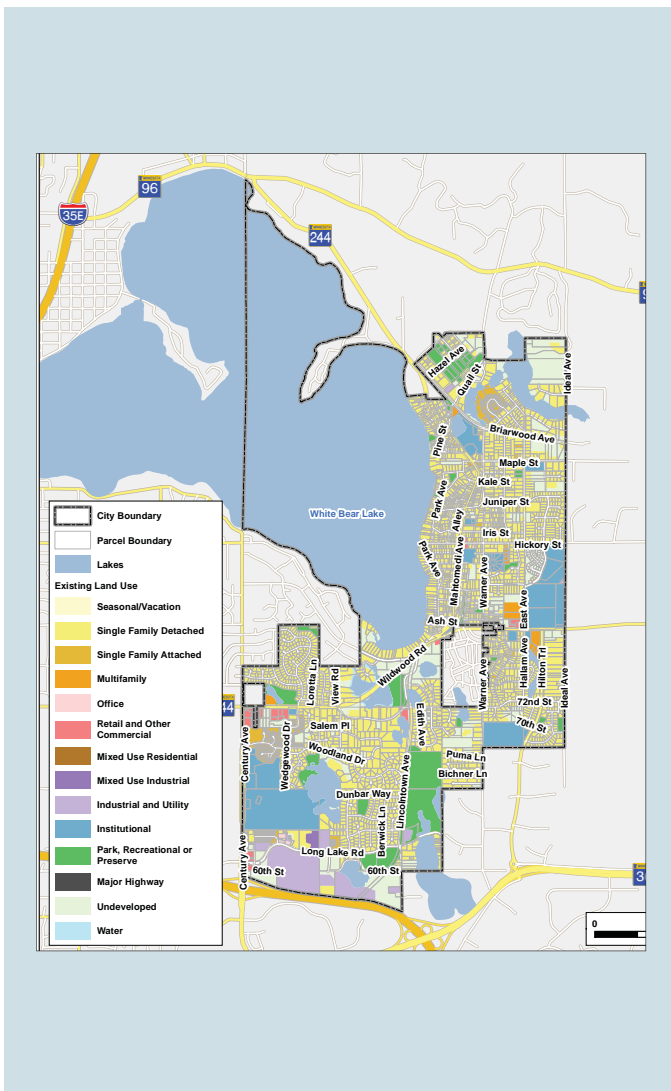 96
35E
244
Hazel Ave
Quail St
Ideal Ave
Pine St
Briarwood Ave
Maple St
Park Ave
Kale St
Juniper St
White Bear Lake
Alley
Iris St
Hickory St
Park Ave
Mahtomedi Ave
Warner Ave
East Ave
Ash St
Wildwood Rd
Loretta Ln
View Rd
Warner Ave
Hallam Ave
Hilton Trl
Ideal Ave
72nd St
70th St
44
Salem Pl
Edith Ave
Century Ave
Wedgewood Dr
Woodland Dr
Puma Ln
Bichner Ln
Dunbar Way
Lincolntown Ave
Berwick Ln
Long Lake Rd
Century Ave
60th St
60th St
City Boundary
Parcel Boundary
Lakes
Existing Land Use
Seasonal/Vacation
Single Family Detached
Single Family Attached
Multifamily
Office
Retail and Other
Commercial
Mixed Use Residential
Mixed Use Industrial
Industrial and Utility
Institutional
Park, Recreational or
Preserve
Major Highway
Undeveloped
Water
0